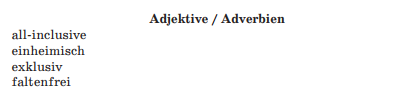 Adjektive / Adverbien
all-inclusive
einheimisch
exklusiv
faltenfrei